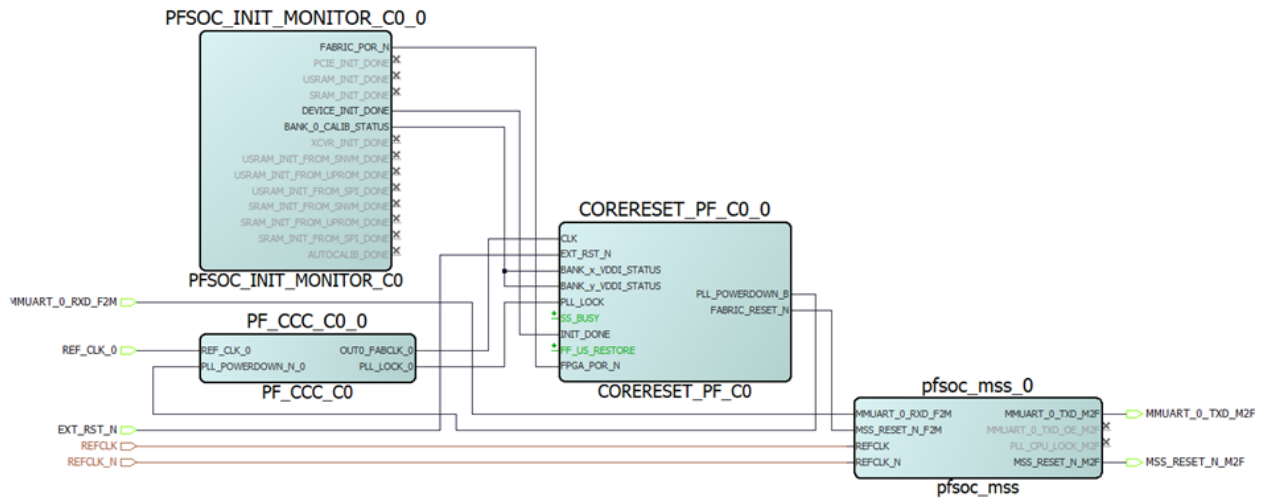 PFSOC_INIT_MONITOR_C0_0
FABRIC_POR_N
PCIE_INIT_DONE
USRAM_INIT_DONE
SRAM_INIT_DONE
DEVICE_INIT_DONE
BANK_0_CALIB_STATUS
XCVR_INIT_DONE
USRAM_INIT_FROM_SNVM_DONE
USRAM_INIT_FROM_UPROM_DONE
USRAM_INIT_FROM_SPI_DONE
SRAM_INIT_FROM_SNVM_DONE
SRAM_INIT_FROM_UPROM_DONE
SRAM_INIT_FROM_SPI_DONE
AUTOCALIB_DONE
PFSOC_INIT_MONITOR_C0
MMUART_0_RXD_F2M
REF_CLK_0
EXT_RST_N
REFCLK
REFCLK_N
PF_CCC_C0_0
REF_CLK_0 OUT0_FABCLK_0
PLL_POWERDOWN_N_0 PLL_LOCK_0
PF_CCC_C0
CORERESET_PF_C0_0
CLK
EXT_RST_N
BANK_x_VDDI_STATUS
BANK_y_VDDI_STATUS
PLL_LOCK
SS_BUSY
INIT_DONE
FF_US_RESTORE
FPGA_POR_N
PLL_POWERDOWN_B
FABRIC_RESET_N
CORERESET_PF_C0
pfsoc_mss_0
MMUART_0_RXD_F2M MMUART_0_TXD_M2F
MSS_RESET_N_F2M MMUART_0_TXD_OE_M2F
REFCLK PLL_CPU_LOCK_M2F
REFCLK_N MSS_RESET_N_M2F
pfsoc_mss
MMUART_0_TXD_M2F
MSS_RESET_N_M2F